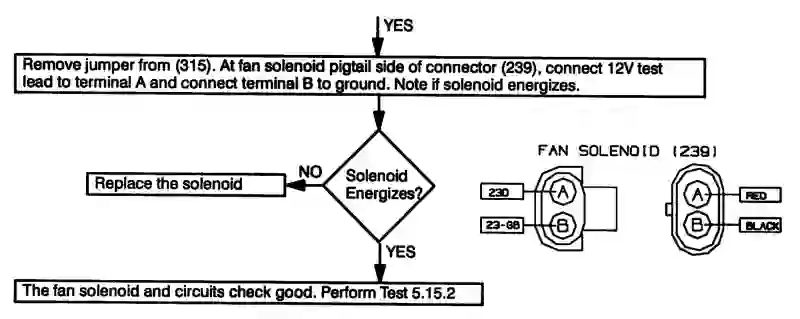 YES
Remove jumper from (315). At fan solenoid pigtail side of connector (239), connect 12V test
lead to terminal A and connect terminal B to ground. Note if solenoid energizes.
NO
Solenoid
Energizes?
Replace the solenoid
FAN SOLENOID (239)
23D A A RED
23-GB B B BLACK
YES
The fan solenoid and circuits check good. Perform Test 5.15.2